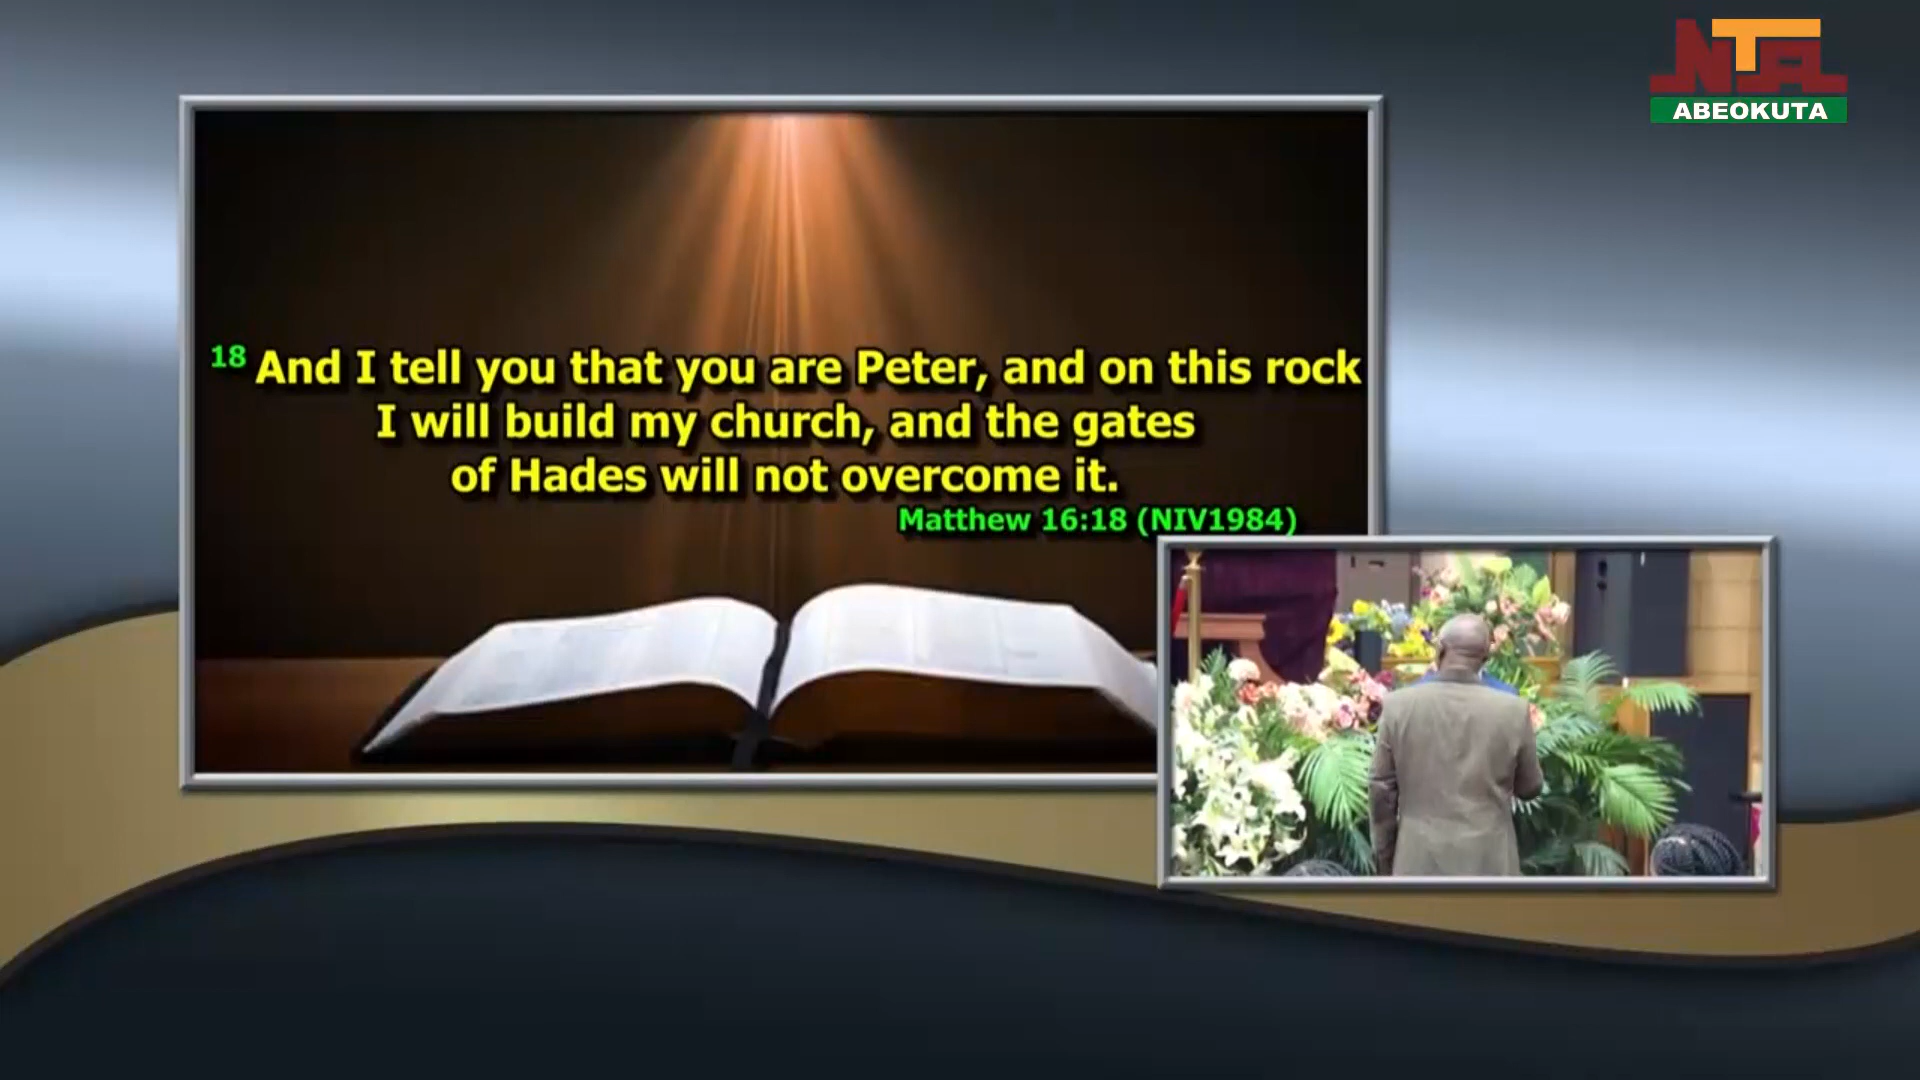 NTA
ABEOKUTA
18 And I tell you that you are Peter, and on this rock
I will build my church, and the gates
of Hades will not overcome it.
Matthew 16:18 (NIV1984)